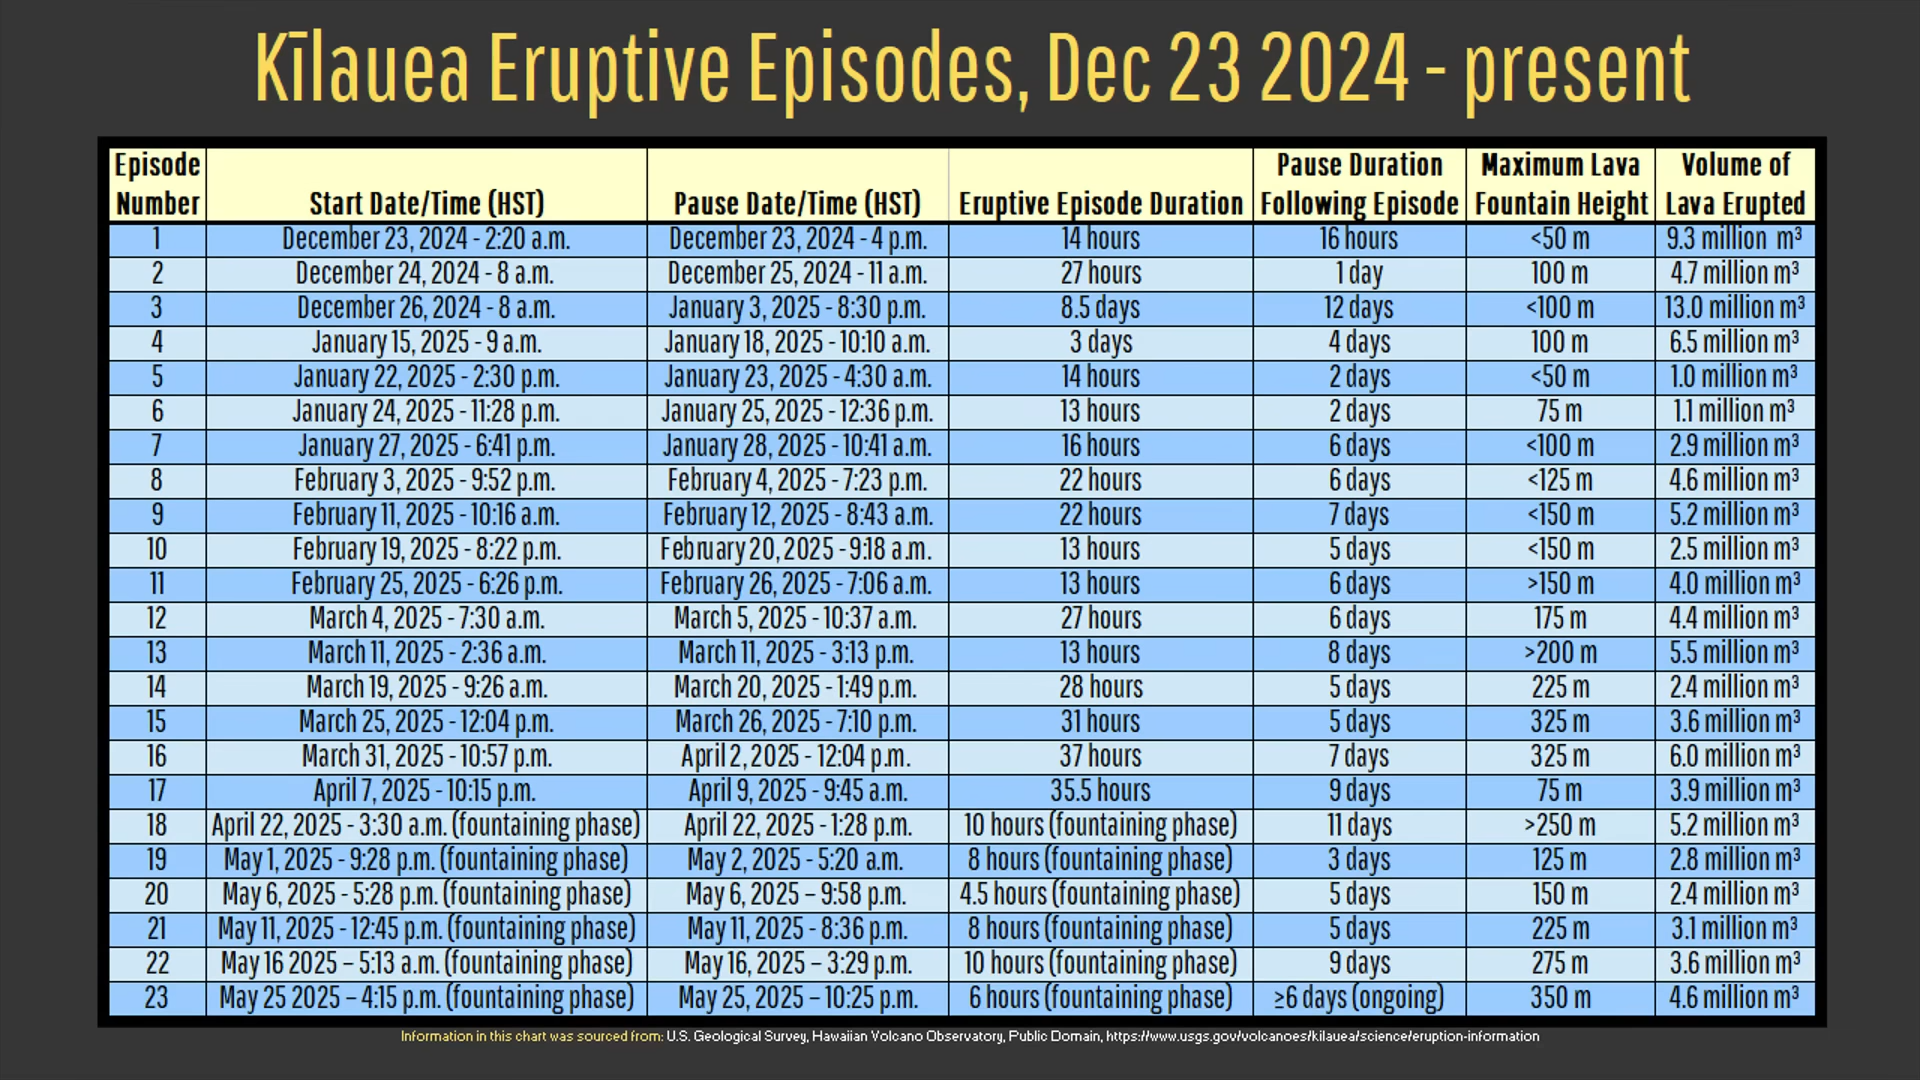 Kīlauea Eruptive Episodes, Dec 23 2024 - present
Episode Number | Start Date/Time (HST) | Pause Date/Time (HST) | Eruptive Episode Duration | Pause Duration Following Episode | Maximum Lava Fountain Height | Volume of Lava Erupted
1 | December 23, 2024 - 2:20 a.m. | December 23, 2024 - 4 p.m. | 14 hours | 16 hours | <50 m | 9.3 million m³
2 | December 24, 2024 - 8 a.m. | December 25, 2024 - 11 a.m. | 27 hours | 1 day | 100 m | 4.7 million m³
3 | December 26, 2024 - 8 a.m. | January 3, 2025 - 8:30 p.m. | 8.5 days | 12 days | <100 m | 13.0 million m³
4 | January 15, 2025 - 9 a.m. | January 18, 2025 - 10:10 a.m. | 3 days | 4 days | 100 m | 6.5 million m³
5 | January 22, 2025 - 2:30 p.m. | January 23, 2025 - 4:30 a.m. | 14 hours | 2 days | <50 m | 1.0 million m³
6 | January 24, 2025 - 11:28 p.m. | January 25, 2025 - 12:36 p.m. | 13 hours | 2 days | 75 m | 1.1 million m³
7 | January 27, 2025 - 6:41 p.m. | January 28, 2025 - 10:41 a.m. | 16 hours | 6 days | <100 m | 2.9 million m³
8 | February 3, 2025 - 9:52 p.m. | February 4, 2025 - 7:23 p.m. | 22 hours | 6 days | <125 m | 4.6 million m³
9 | February 11, 2025 - 10:16 a.m. | February 12, 2025 - 8:43 a.m. | 22 hours | 7 days | <150 m | 5.2 million m³
10 | February 19, 2025 - 8:22 p.m. | February 20, 2025 - 9:18 a.m. | 13 hours | 5 days | <150 m | 2.5 million m³
11 | February 25, 2025 - 6:26 p.m. | February 26, 2025 - 7:06 a.m. | 13 hours | 6 days | >150 m | 4.0 million m³
12 | March 4, 2025 - 7:30 a.m. | March 5, 2025 - 10:37 a.m. | 27 hours | 6 days | 175 m | 4.4 million m³
13 | March 11, 2025 - 2:36 a.m. | March 11, 2025 - 3:13 p.m. | 13 hours | 8 days | >200 m | 5.5 million m³
14 | March 19, 2025 - 9:26 a.m. | March 20, 2025 - 1:49 p.m. | 28 hours | 5 days | 225 m | 2.4 million m³
15 | March 25, 2025 - 12:04 p.m. | March 26, 2025 - 7:10 p.m. | 31 hours | 5 days | 325 m | 3.6 million m³
16 | March 31, 2025 - 10:57 p.m. | April 2, 2025 - 12:04 p.m. | 37 hours | 7 days | 325 m | 6.0 million m³
17 | April 7, 2025 - 10:15 p.m. | April 9, 2025 - 9:45 a.m. | 35.5 hours | 9 days | 75 m | 3.9 million m³
18 | April 22, 2025 - 3:30 a.m. (fountaining phase) | April 22, 2025 - 1:28 p.m. | 10 hours (fountaining phase) | 11 days | >250 m | 5.2 million m³
19 | May 1, 2025 - 9:28 p.m. (fountaining phase) | May 2, 2025 - 5:20 a.m. | 8 hours (fountaining phase) | 3 days | 125 m | 2.8 million m³
20 | May 6, 2025 - 5:28 p.m. (fountaining phase) | May 6, 2025 – 9:58 p.m. | 4.5 hours (fountaining phase) | 5 days | 150 m | 2.4 million m³
21 | May 11, 2025 - 12:45 p.m. (fountaining phase) | May 11, 2025 - 8:36 p.m. | 8 hours (fountaining phase) | 5 days | 225 m | 3.1 million m³
22 | May 16 2025 – 5:13 a.m. (fountaining phase) | May 16, 2025 – 3:29 p.m. | 10 hours (fountaining phase) | 9 days | 275 m | 3.6 million m³
23 | May 25 2025 – 4:15 p.m. (fountaining phase) | May 25, 2025 – 10:25 p.m. | 6 hours (fountaining phase) | ≥6 days (ongoing) | 350 m | 4.6 million m³
Information in this chart was sourced from: U.S. Geological Survey, Hawaiian Volcano Observatory, Public Domain, https://www.usgs.gov/volcanoes/kilauea/science/eruption-information